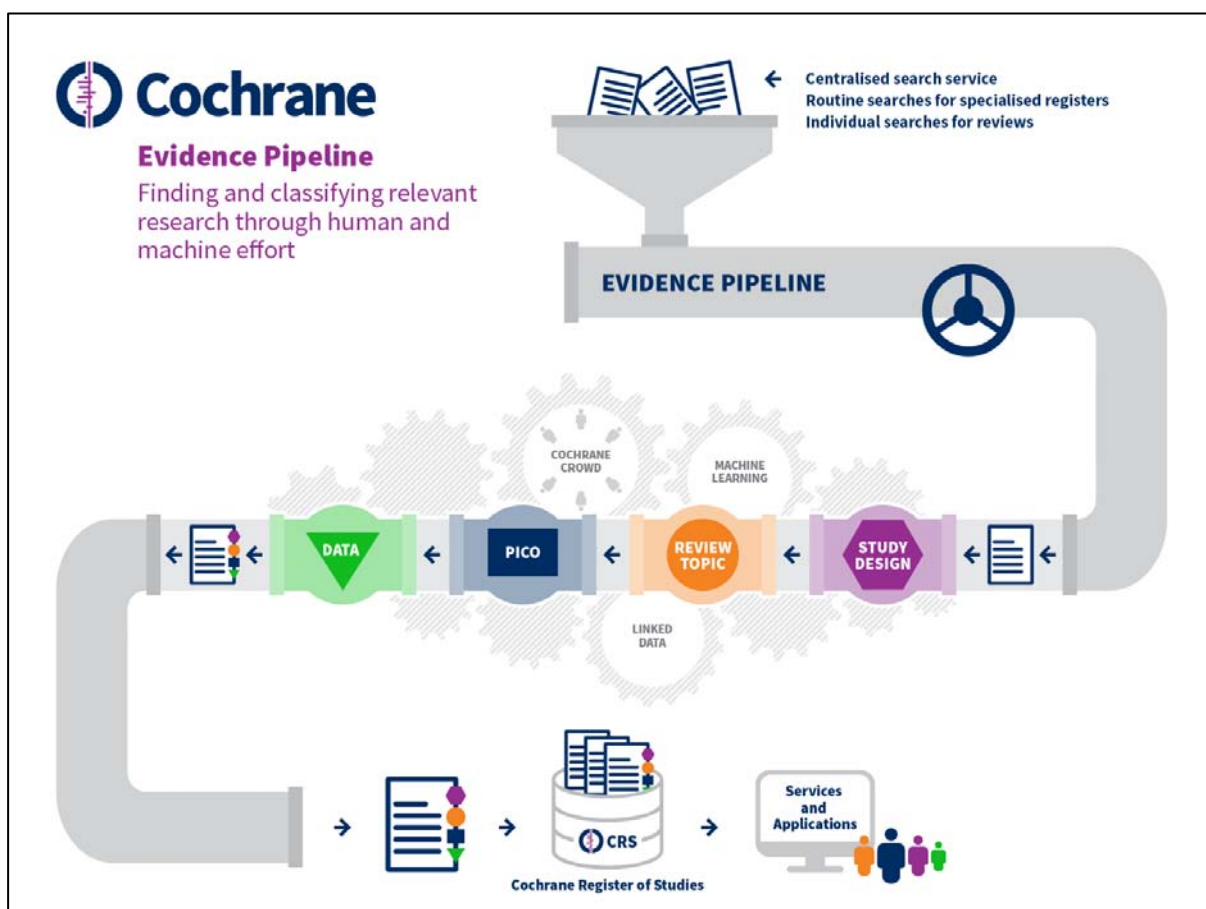 Cochrane
Evidence Pipeline
Finding and classifying relevant
research through human and
machine effort
Centralised search service
Routine searches for specialised registers
Individual searches for reviews
EVIDENCE PIPELINE
COCHRANE
CROWD
MACHINE
LEARNING
DATA
PICO
REVIEW
TOPIC
STUDY
DESIGN
LINKED
DATA
CRS
Cochrane Register of Studies
Services
and
Applications